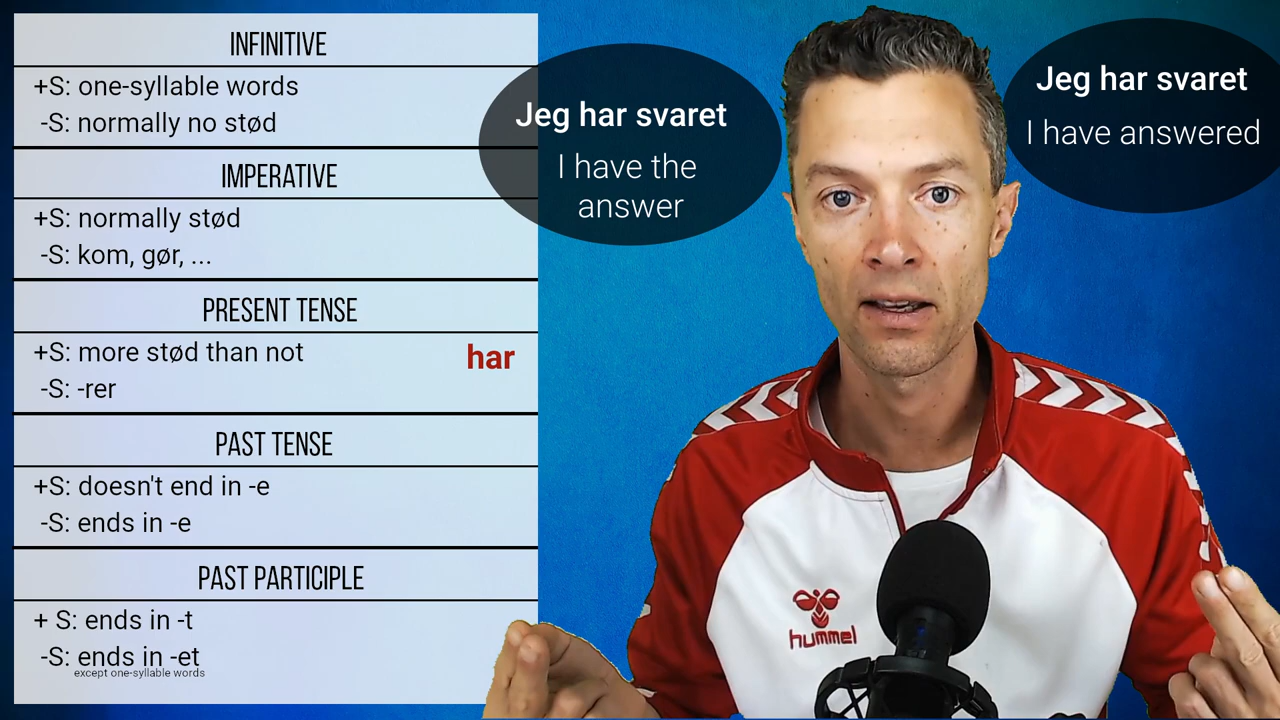 INFINITIVE
+S: one-syllable words
-S: normally no stød
IMPERATIVE
+S: normally stød
-S: kom, gør, ...
PRESENT TENSE
+S: more stød than not
har
-S: -rer
PAST TENSE
+S: doesn't end in -e
-S: ends in -e
PAST PARTICIPLE
+ S: ends in -t
-S: ends in -et
except one-syllable words
Jeg har svaret
I have the
answer
Jeg har svaret
I have answered
hummel